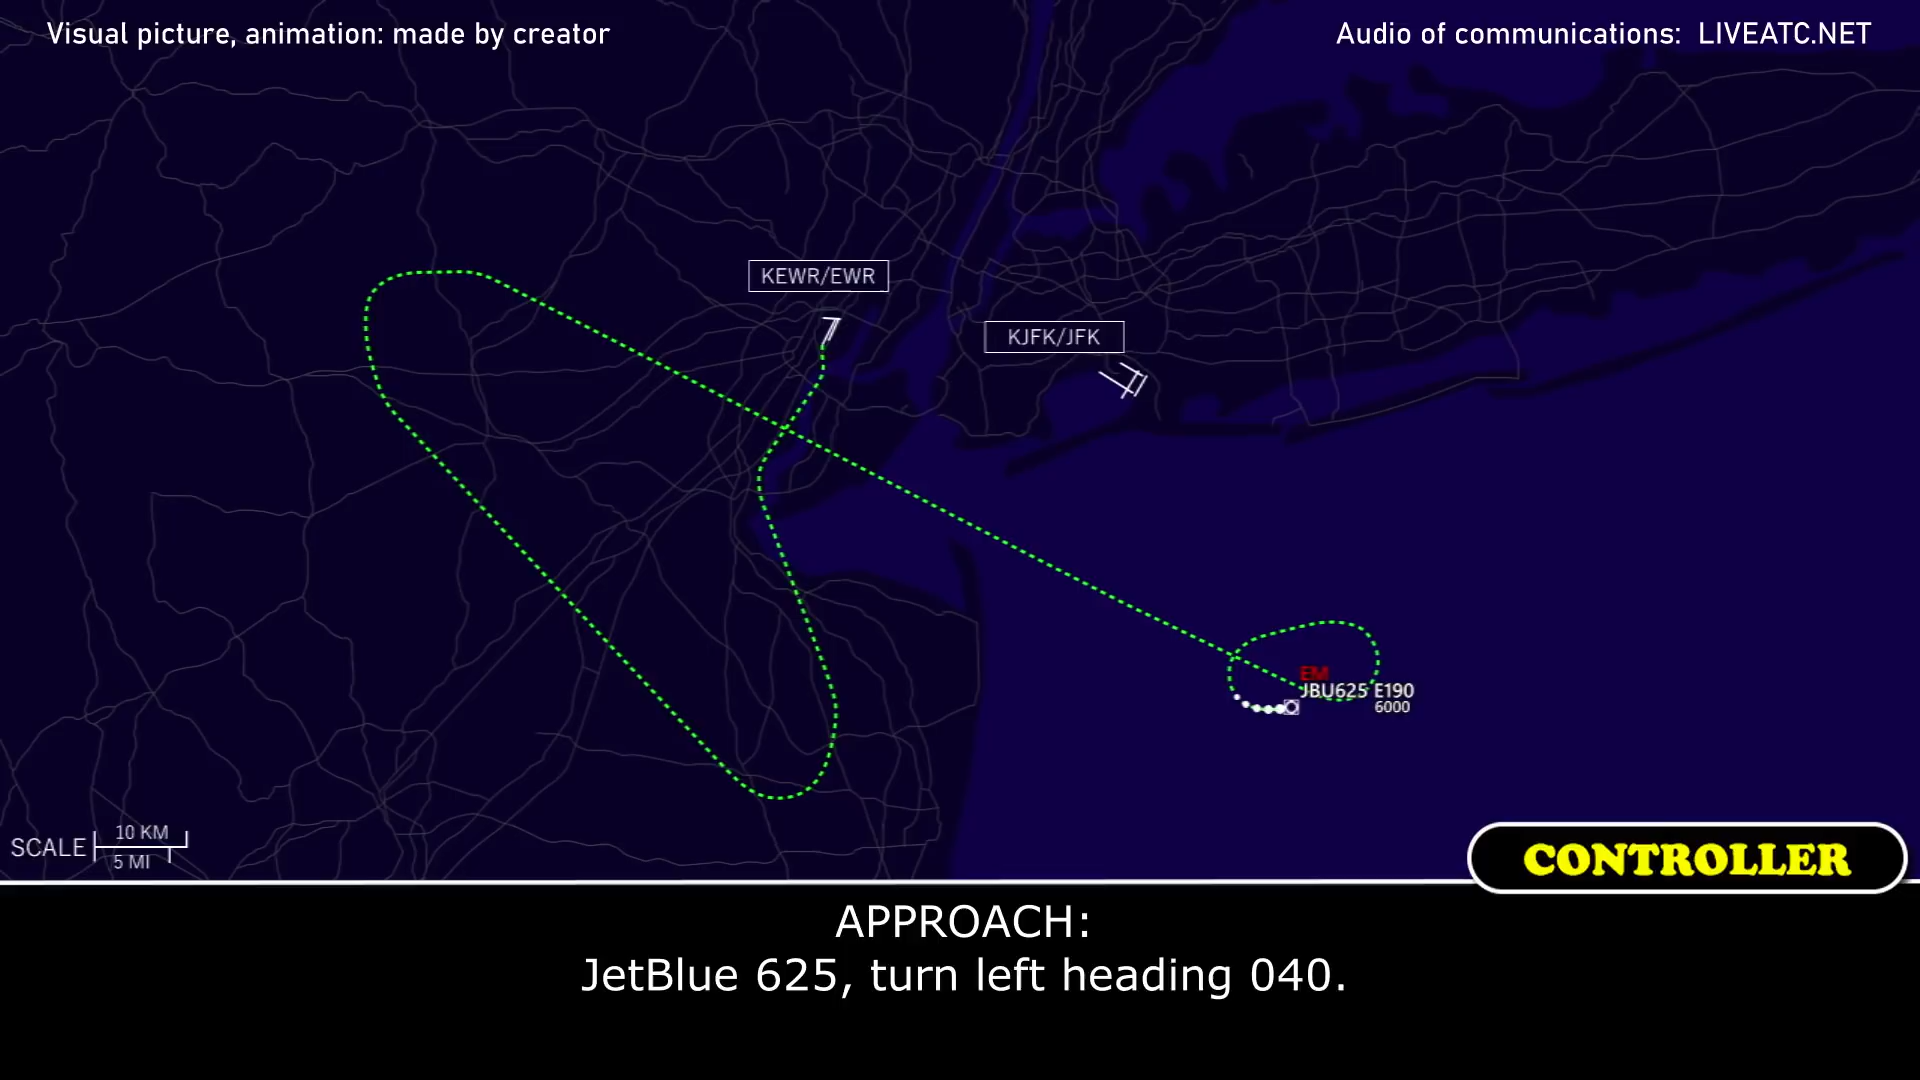 Visual picture, animation: made by creator
Audio of communications: LIVEATC.NET
KEWR/EWR
KJFK/JFK
EM
JBU625 E190
6000
10 KM
SCALE
5 MI
CONTROLLER
APPROACH:
JetBlue 625, turn left heading 040.